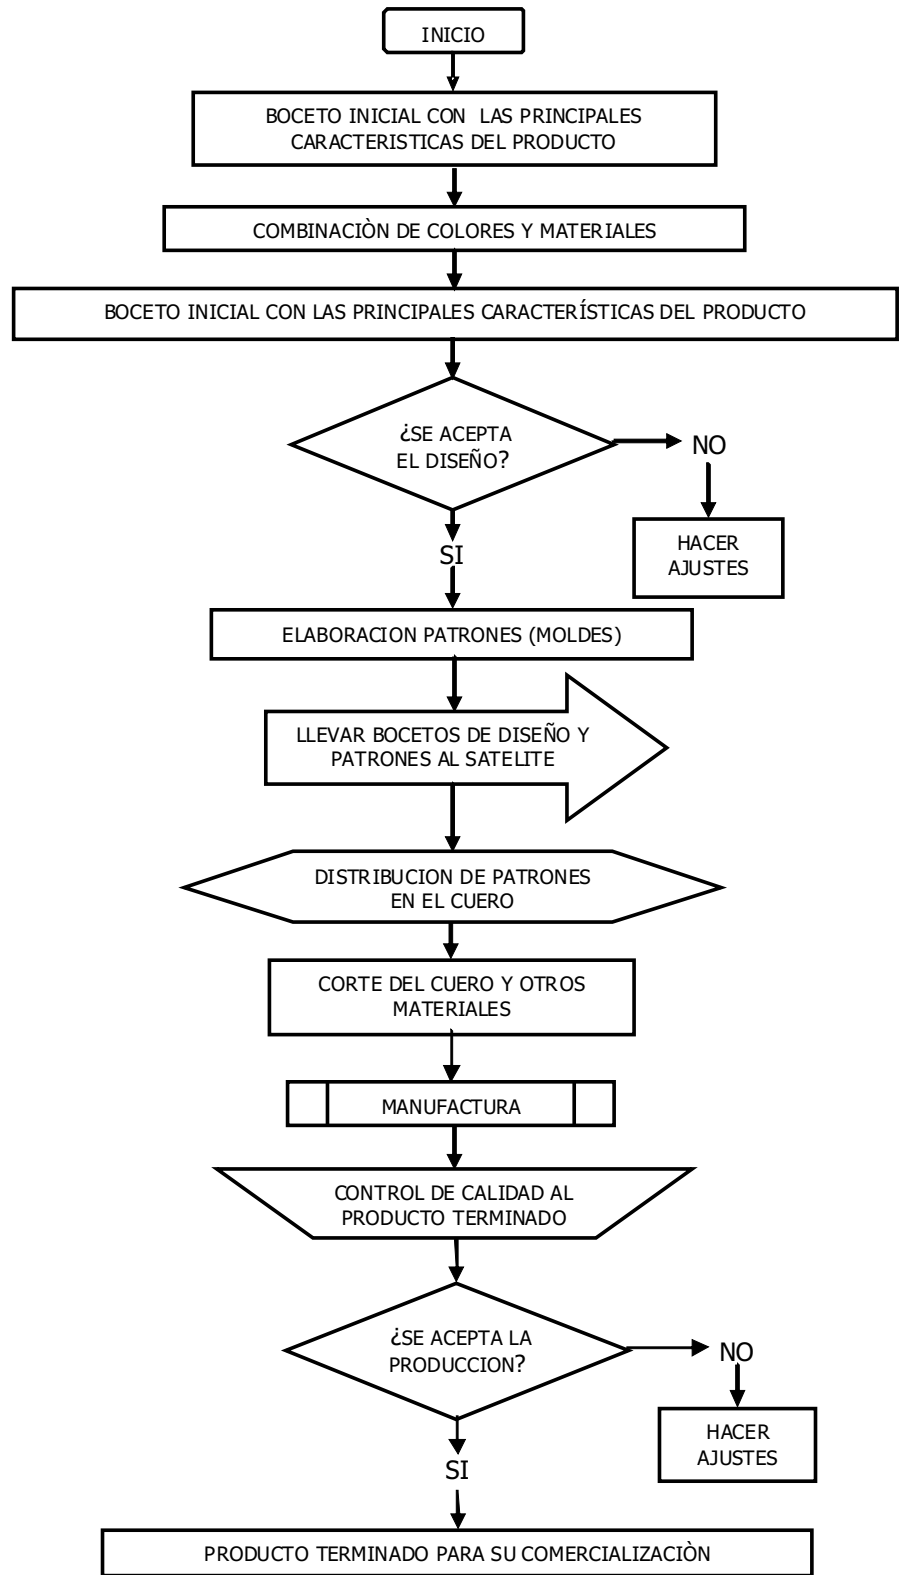 INICIO
BOCETO INICIAL CON LAS PRINCIPALES
CARACTERISTICAS DEL PRODUCTO
COMBINACIÒN DE COLORES Y MATERIALES
BOCETO INICIAL CON LAS PRINCIPALES CARACTERÍSTICAS DEL PRODUCTO
¿SE ACEPTA
EL DISEÑO?
NO
HACER
AJUSTES
SI
ELABORACION PATRONES (MOLDES)
LLEVAR BOCETOS DE DISEÑO Y
PATRONES AL SATELITE
DISTRIBUCION DE PATRONES
EN EL CUERO
CORTE DEL CUERO Y OTROS
MATERIALES
MANUFACTURA
CONTROL DE CALIDAD AL
PRODUCTO TERMINADO
¿SE ACEPTA LA
PRODUCCION?
NO
HACER
AJUSTES
SI
PRODUCTO TERMINADO PARA SU COMERCIALIZACIÒN